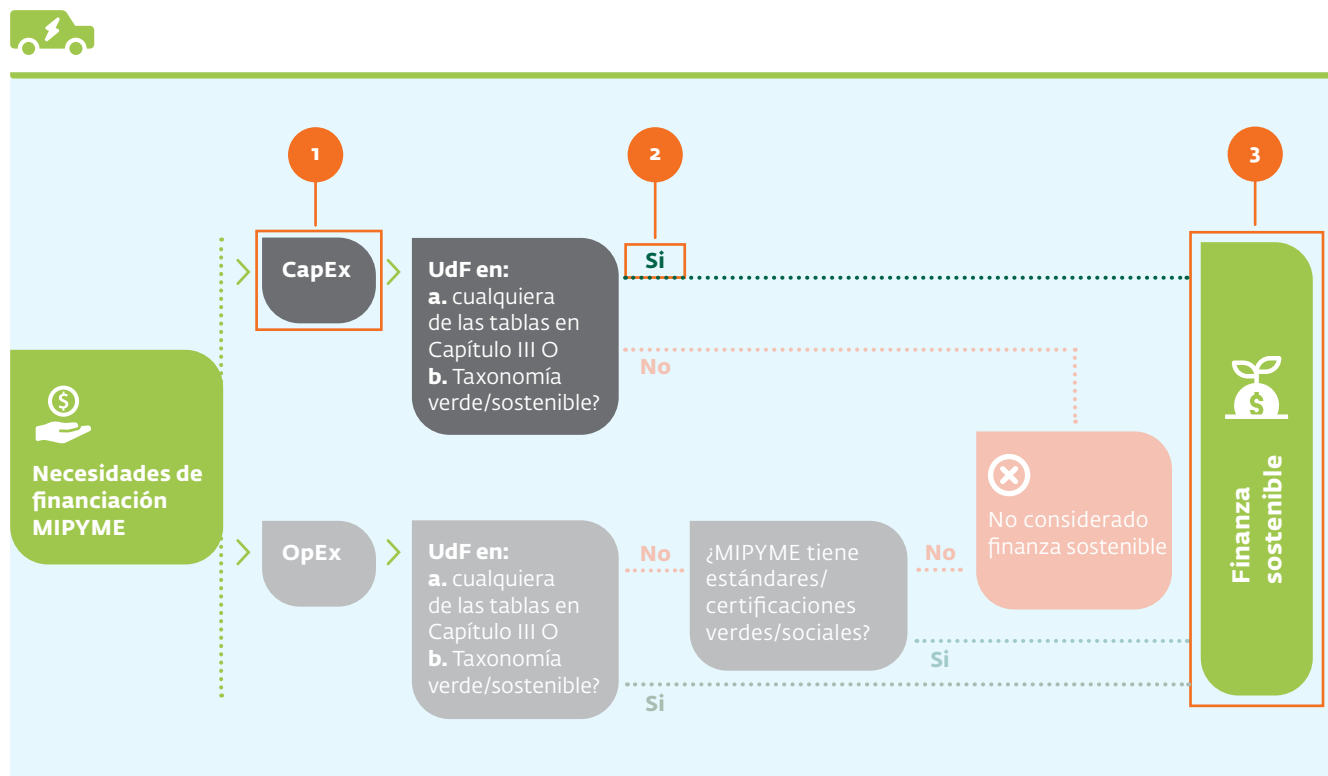 1
2
3
CapEx
UdF en:
a. cualquiera
de las tablas en
Capítulo III O
b. Taxonomía
verde/sostenible?
Si
No
Necesidades de
financiación
MIPYME
OpEx
UdF en:
a. cualquiera
de las tablas en
Capítulo III O
b. Taxonomía
verde/sostenible?
No
Si
¿MIPYME tiene
estándares/
certificaciones
verdes/sociales?
No
Si
$
No considerado
finanza sostenible
$
Finanza
sostenible